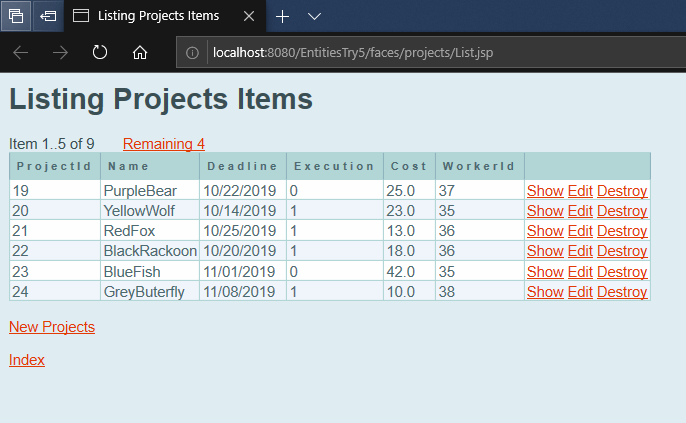 Listing Projects Items
localhost:8080/EntitiesTry5/faces/projects/List.jsp
Listing Projects Items
Item 1..5 of 9 Remaining 4
ProjectId Name Deadline Execution Cost WorkerId
19 PurpleBear 10/22/2019 0 25.0 37 Show Edit Destroy
20 YellowWolf 10/14/2019 1 23.0 35 Show Edit Destroy
21 RedFox 10/25/2019 1 13.0 36 Show Edit Destroy
22 BlackRackoon 10/20/2019 1 18.0 36 Show Edit Destroy
23 BlueFish 11/01/2019 0 42.0 35 Show Edit Destroy
24 GreyButerfly 11/08/2019 1 10.0 38 Show Edit Destroy
New Projects
Index